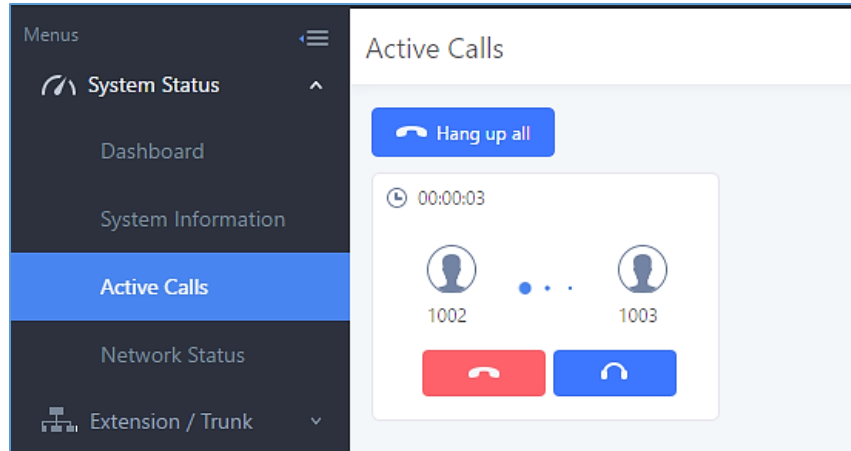 Menus
System Status
Dashboard
System Information
Active Calls
Network Status
Extension / Trunk
Active Calls
Hang up all
00:00:03
1002
1003